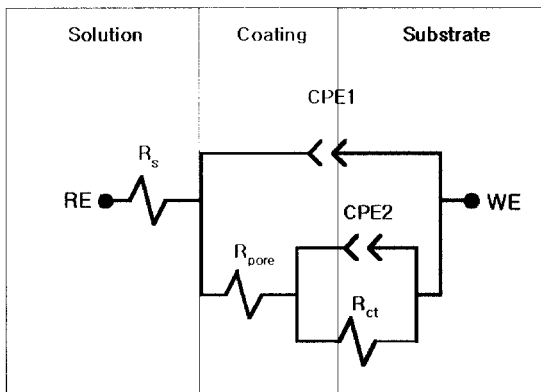 Solution Coating Substrate
CPE1
Rs
RE WE
CPE2
Rpore
Rct